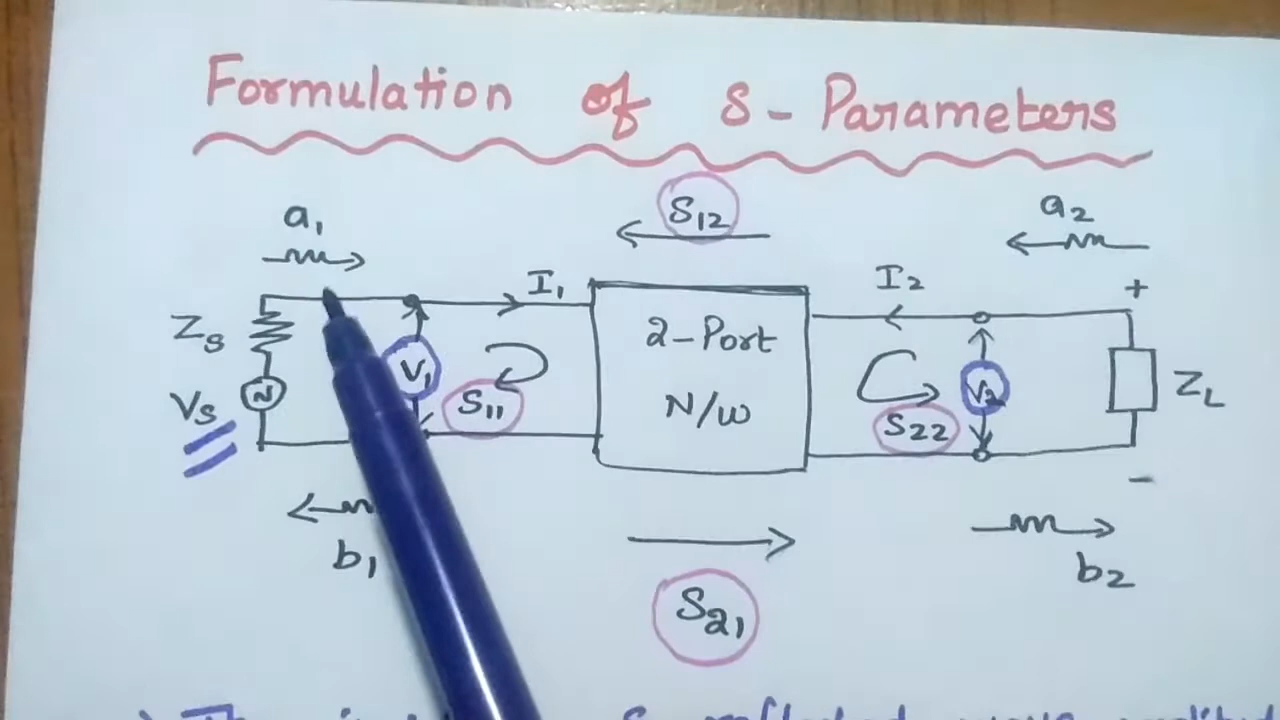 Formulation of S-Parameters
S12
a1
a2
I1
I2
+
Zs
2-Port
V1
S11
N/W
S22
V2
ZL
Vs
-
b1
b2
S21